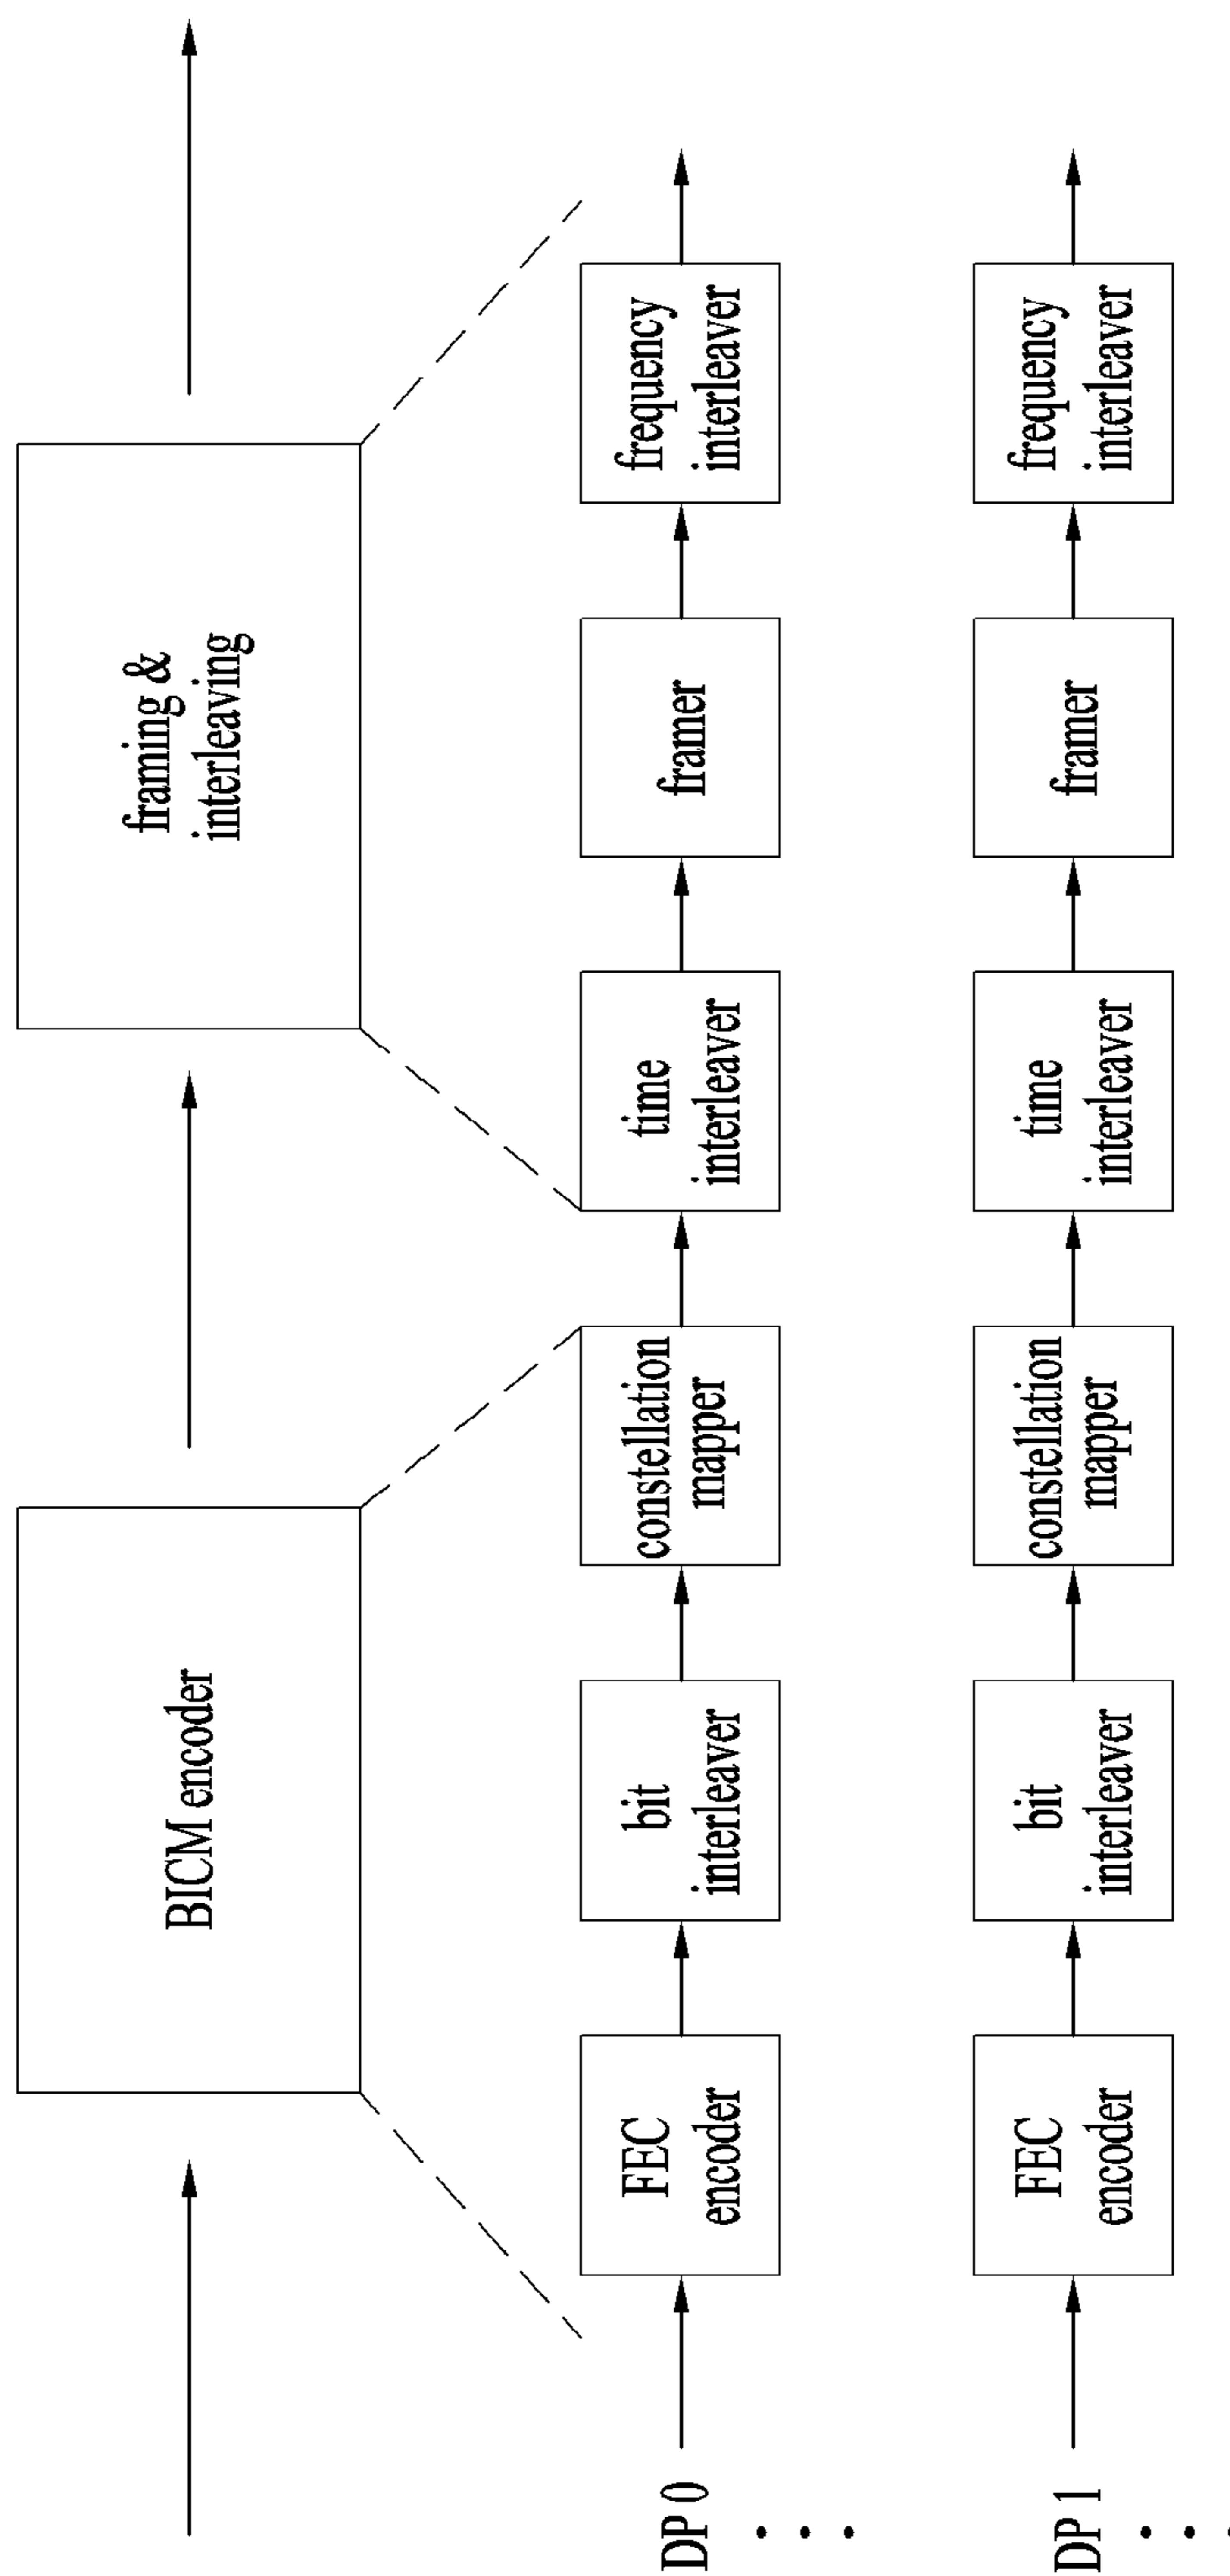 BICM encoder
framing &
interleaving
DP 0
FEC
encoder
bit
interleaver
constellation
mapper
time
interleaver
framer
frequency
interleaver
DP 1
FEC
encoder
bit
interleaver
constellation
mapper
time
interleaver
framer
frequency
interleaver